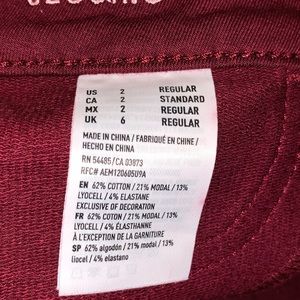 US 2 REGULAR
CA 2 STANDARD
MX 2 REGULAR
UK 6 REGULAR
MADE IN CHINA / FABRIQUÉ EN CHINE /
HECHO EN CHINA
RN 54485/CA 03873
RFC# AEM120605U9A
EN 62% COTTON / 21% MODAL / 13%
LYOCELL / 4% ELASTANE
EXCLUSIVE OF DECORATION
FR 62% COTTON / 21% MODAL / 13%
LYOCELL / 4% ÉLASTHANNE
À L'EXCEPTION DE LA GARNITURE
SP 62% algodón / 21% modal / 13%
liocel / 4% elastano